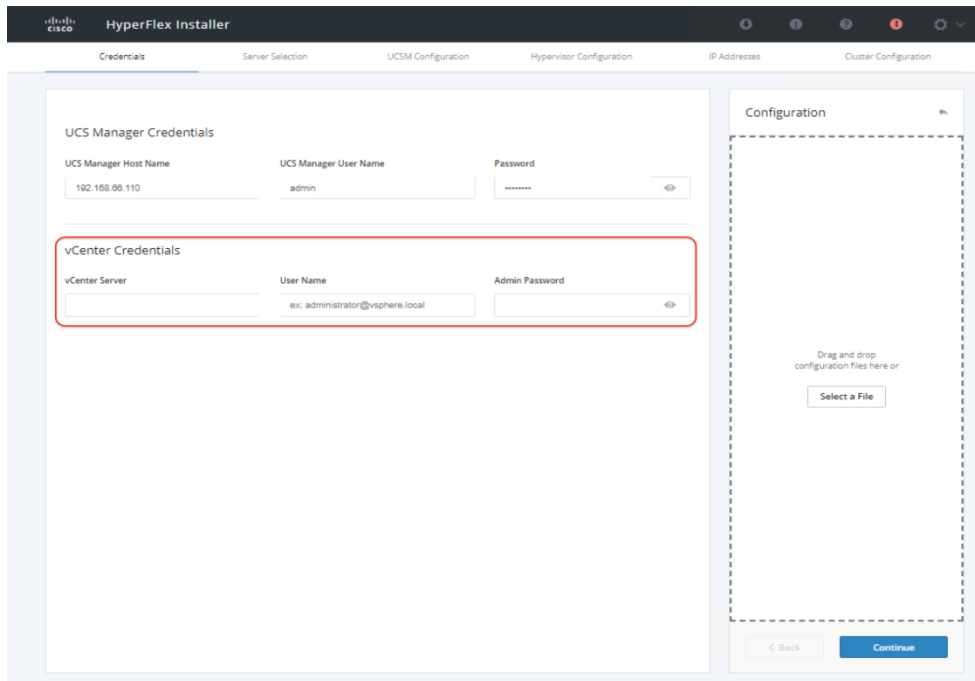 cisco HyperFlex Installer
Credentials Server Selection UCSM Configuration Hypervisor Configuration IP Addresses Cluster Configuration
Configuration
UCS Manager Credentials
UCS Manager Host Name UCS Manager User Name Password
192.168.66.110 admin ••••••••
vCenter Credentials
vCenter Server User Name Admin Password
ex: administrator@vsphere.local
Drag and drop
configuration files here or
Select a File
< Back Continue